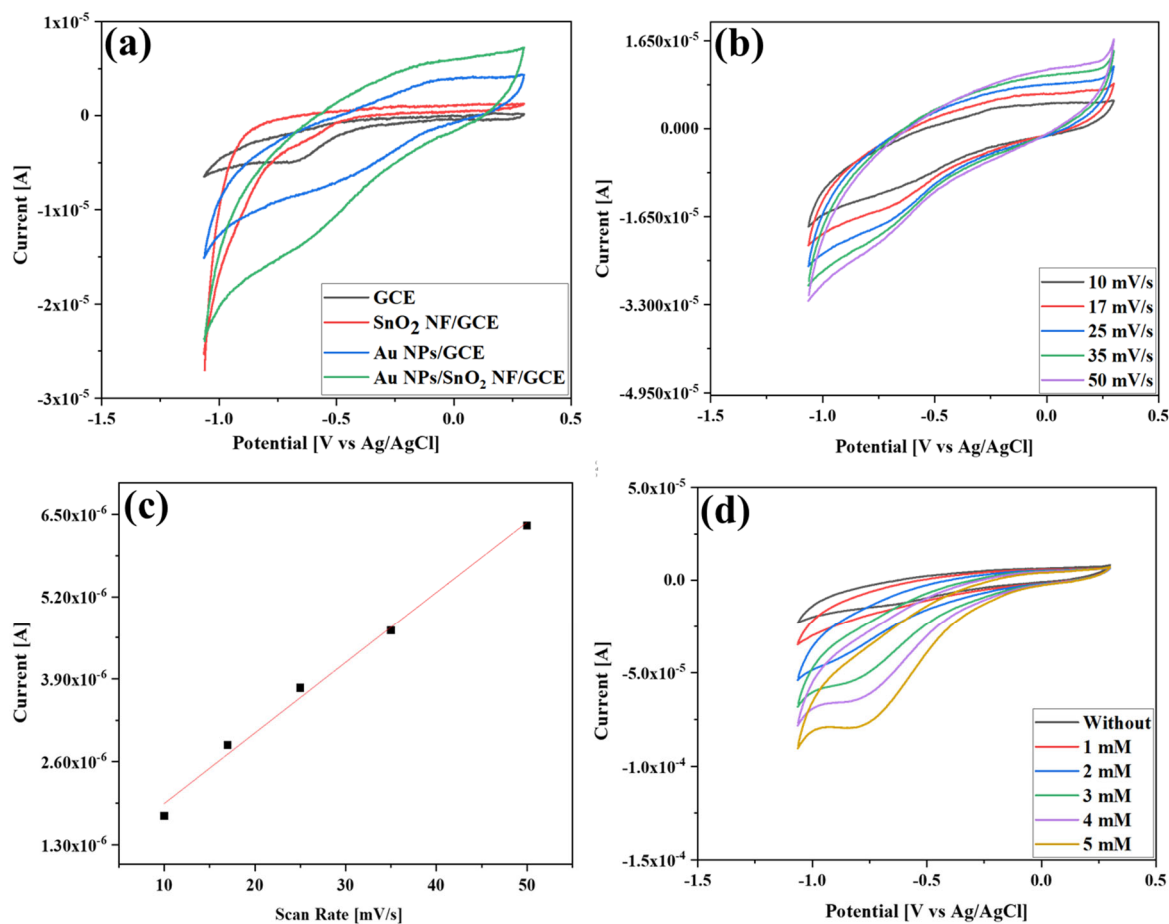 (a)
1x10⁻⁵
0
-1x10⁻⁵
-2x10⁻⁵
-3x10⁻⁵
Current [A]
-1.5 -1.0 -0.5 0.0 0.5
Potential [V vs Ag/AgCl]
GCE
SnO₂ NF/GCE
Au NPs/GCE
Au NPs/SnO₂ NF/GCE
(b)
1.650x10⁻⁵
0.000
-1.650x10⁻⁵
-3.300x10⁻⁵
-4.950x10⁻⁵
Current [A]
-1.5 -1.0 -0.5 0.0 0.5
Potential [V vs Ag/AgCl]
10 mV/s
17 mV/s
25 mV/s
35 mV/s
50 mV/s
(c)
6.50x10⁻⁶
5.20x10⁻⁶
3.90x10⁻⁶
2.60x10⁻⁶
1.30x10⁻⁶
Current [A]
10 20 30 40 50
Scan Rate [mV/s]
(d)
5.0x10⁻⁵
0.0
-5.0x10⁻⁵
-1.0x10⁻⁴
-1.5x10⁻⁴
Current [A]
-1.5 -1.0 -0.5 0.0 0.5
Potential [V vs Ag/AgCl]
Without
1 mM
2 mM
3 mM
4 mM
5 mM